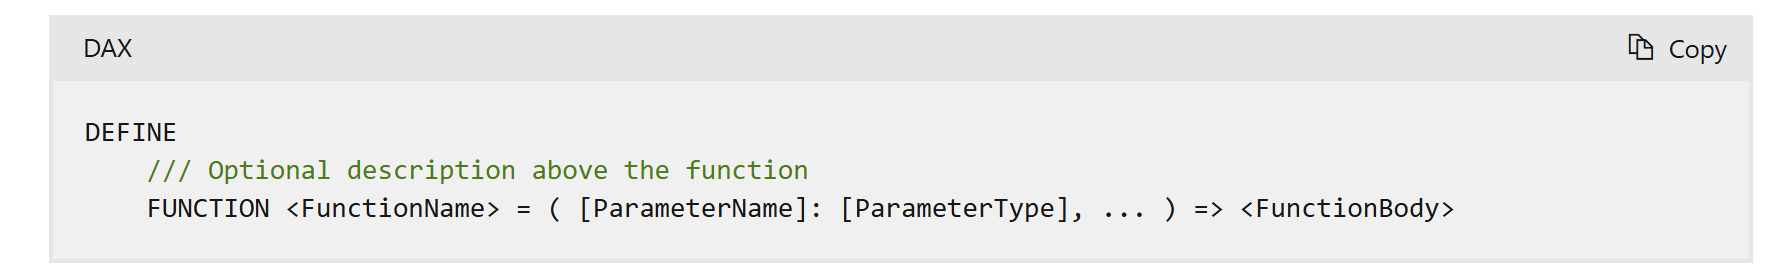 DAX
Copy
DEFINE
/// Optional description above the function
FUNCTION <FunctionName> = ( [ParameterName]: [ParameterType], ... ) => <FunctionBody>